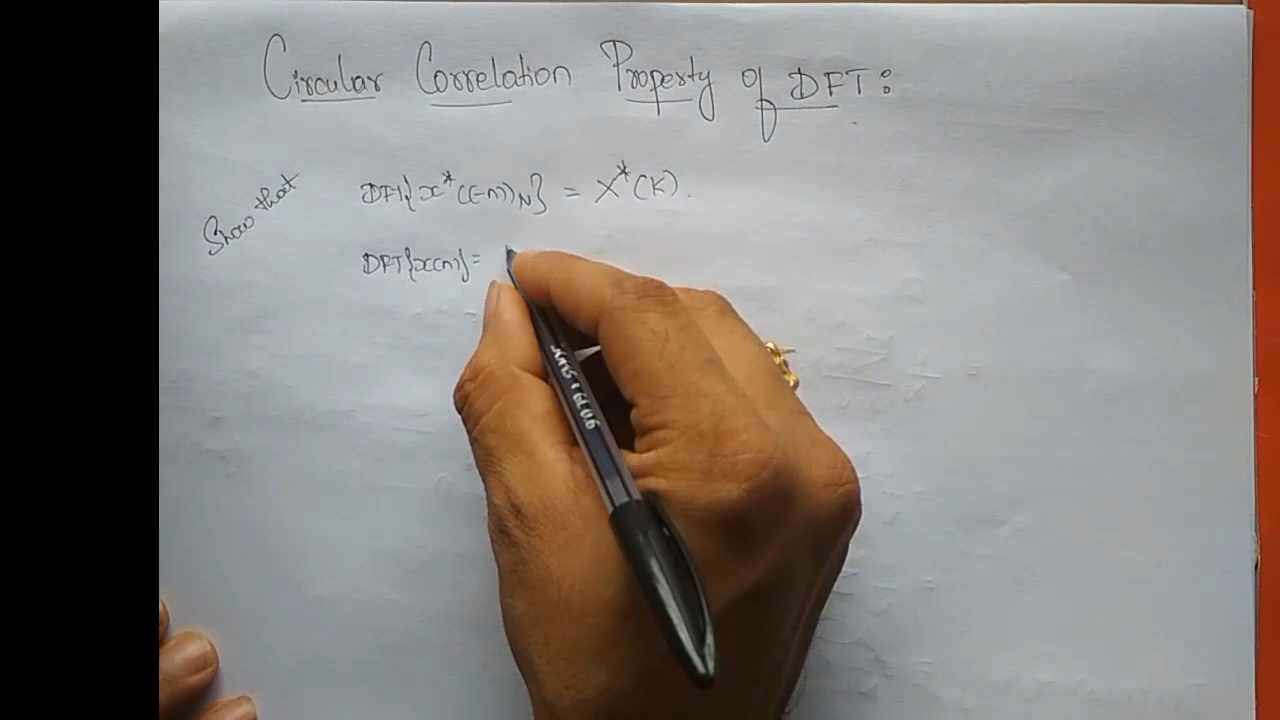 Circular Correlation Property of DFT:
Show that
DFT{x*((-n))N} = X*(K).
DFT{x(n)} =